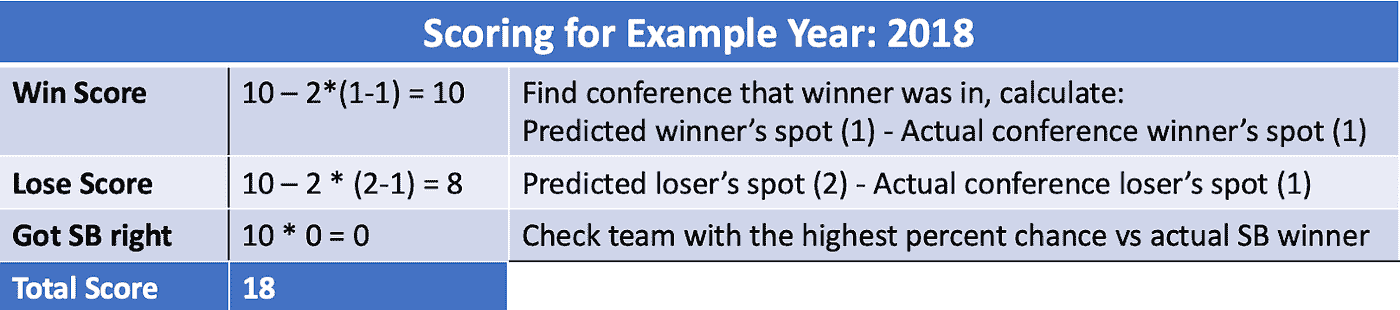 Scoring for Example Year: 2018
Win Score
10 – 2*(1-1) = 10
Find conference that winner was in, calculate:
Predicted winner’s spot (1) - Actual conference winner’s spot (1)
Lose Score
10 – 2 * (2-1) = 8
Predicted loser’s spot (2) - Actual conference loser’s spot (1)
Got SB right
10 * 0 = 0
Check team with the highest percent chance vs actual SB winner
Total Score
18